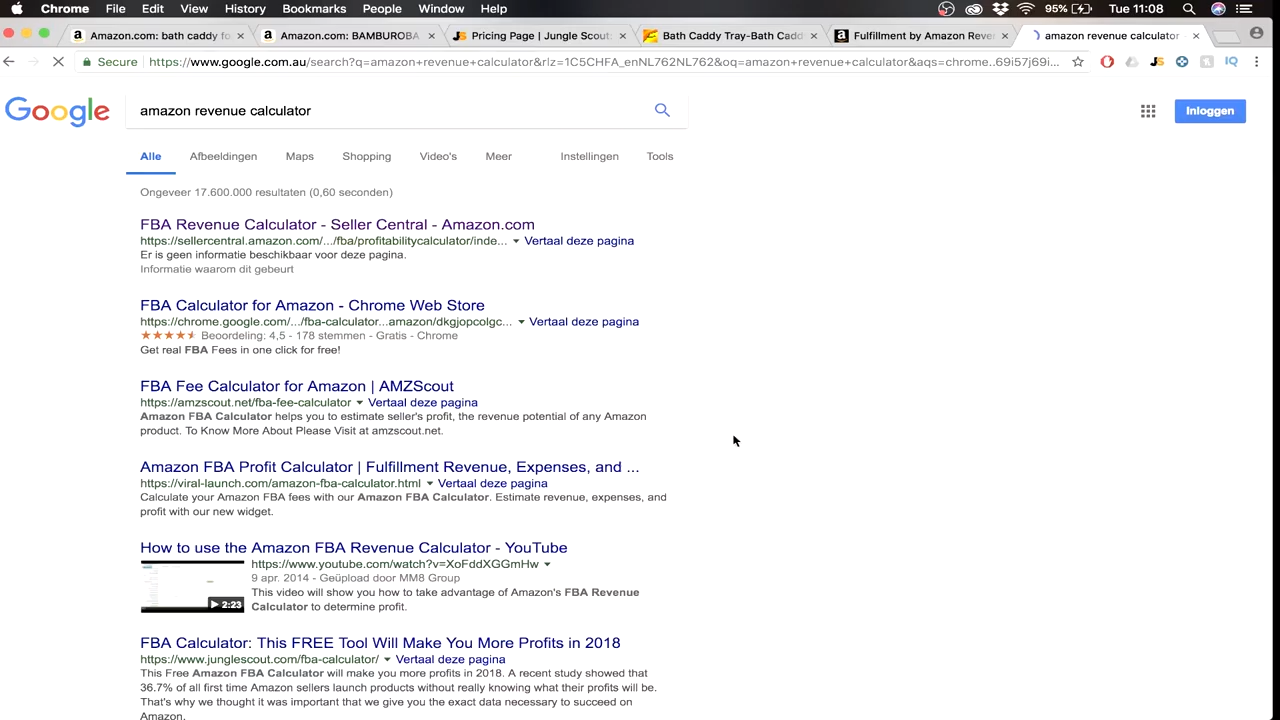 Chrome File Edit View History Bookmarks People Window Help 95% Tue 11:08
Amazon.com: bath caddy fo Amazon.com: BAMBUROBA Pricing Page | Jungle Scout Bath Caddy Tray-Bath Cadd Fulfillment by Amazon Reve amazon revenue calculator
Secure https://www.google.com.au/search?q=amazon+revenue+calculator&rlz=1C5CHFA_enNL762NL762&oq=amazon+revenue+calculator&aqs=chrome..69i57j69i...
Google amazon revenue calculator Inloggen
Alle Afbeeldingen Maps Shopping Video's Meer Instellingen Tools
Ongeveer 17.600.000 resultaten (0,60 seconden)
FBA Revenue Calculator - Seller Central - Amazon.com
https://sellercentral.amazon.com/.../fba/profitabilitycalculator/inde... Vertaal deze pagina
Er is geen informatie beschikbaar voor deze pagina.
Informatie waarom dit gebeurt
FBA Calculator for Amazon - Chrome Web Store
https://chrome.google.com/.../fba-calculator...amazon/dkgjopcolgc... Vertaal deze pagina
Beoordeling: 4,5 - 178 stemmen - Gratis - Chrome
Get real FBA Fees in one click for free!
FBA Fee Calculator for Amazon | AMZScout
https://amzscout.net/fba-fee-calculator Vertaal deze pagina
Amazon FBA Calculator helps you to estimate seller's profit, the revenue potential of any Amazon
product. To Know More About Please Visit at amzscout.net.
Amazon FBA Profit Calculator | Fulfillment Revenue, Expenses, and ...
https://viral-launch.com/amazon-fba-calculator.html Vertaal deze pagina
Calculate your Amazon FBA fees with our Amazon FBA Calculator. Estimate revenue, expenses, and
profit with our new widget.
How to use the Amazon FBA Revenue Calculator - YouTube
https://www.youtube.com/watch?v=XoFddXGGmHw
9 apr. 2014 - Geüpload door MM8 Group
This video will show you how to take advantage of Amazon's FBA Revenue
Calculator to determine profit.
2:23
FBA Calculator: This FREE Tool Will Make You More Profits in 2018
https://www.junglescout.com/fba-calculator/ Vertaal deze pagina
This Free Amazon FBA Calculator will make you more profits in 2018. A recent study showed that
36.7% of all first time Amazon sellers launch products without really knowing what their profits will be.
That's why we thought it was important that we give you the exact data necessary to succeed on
Amazon.